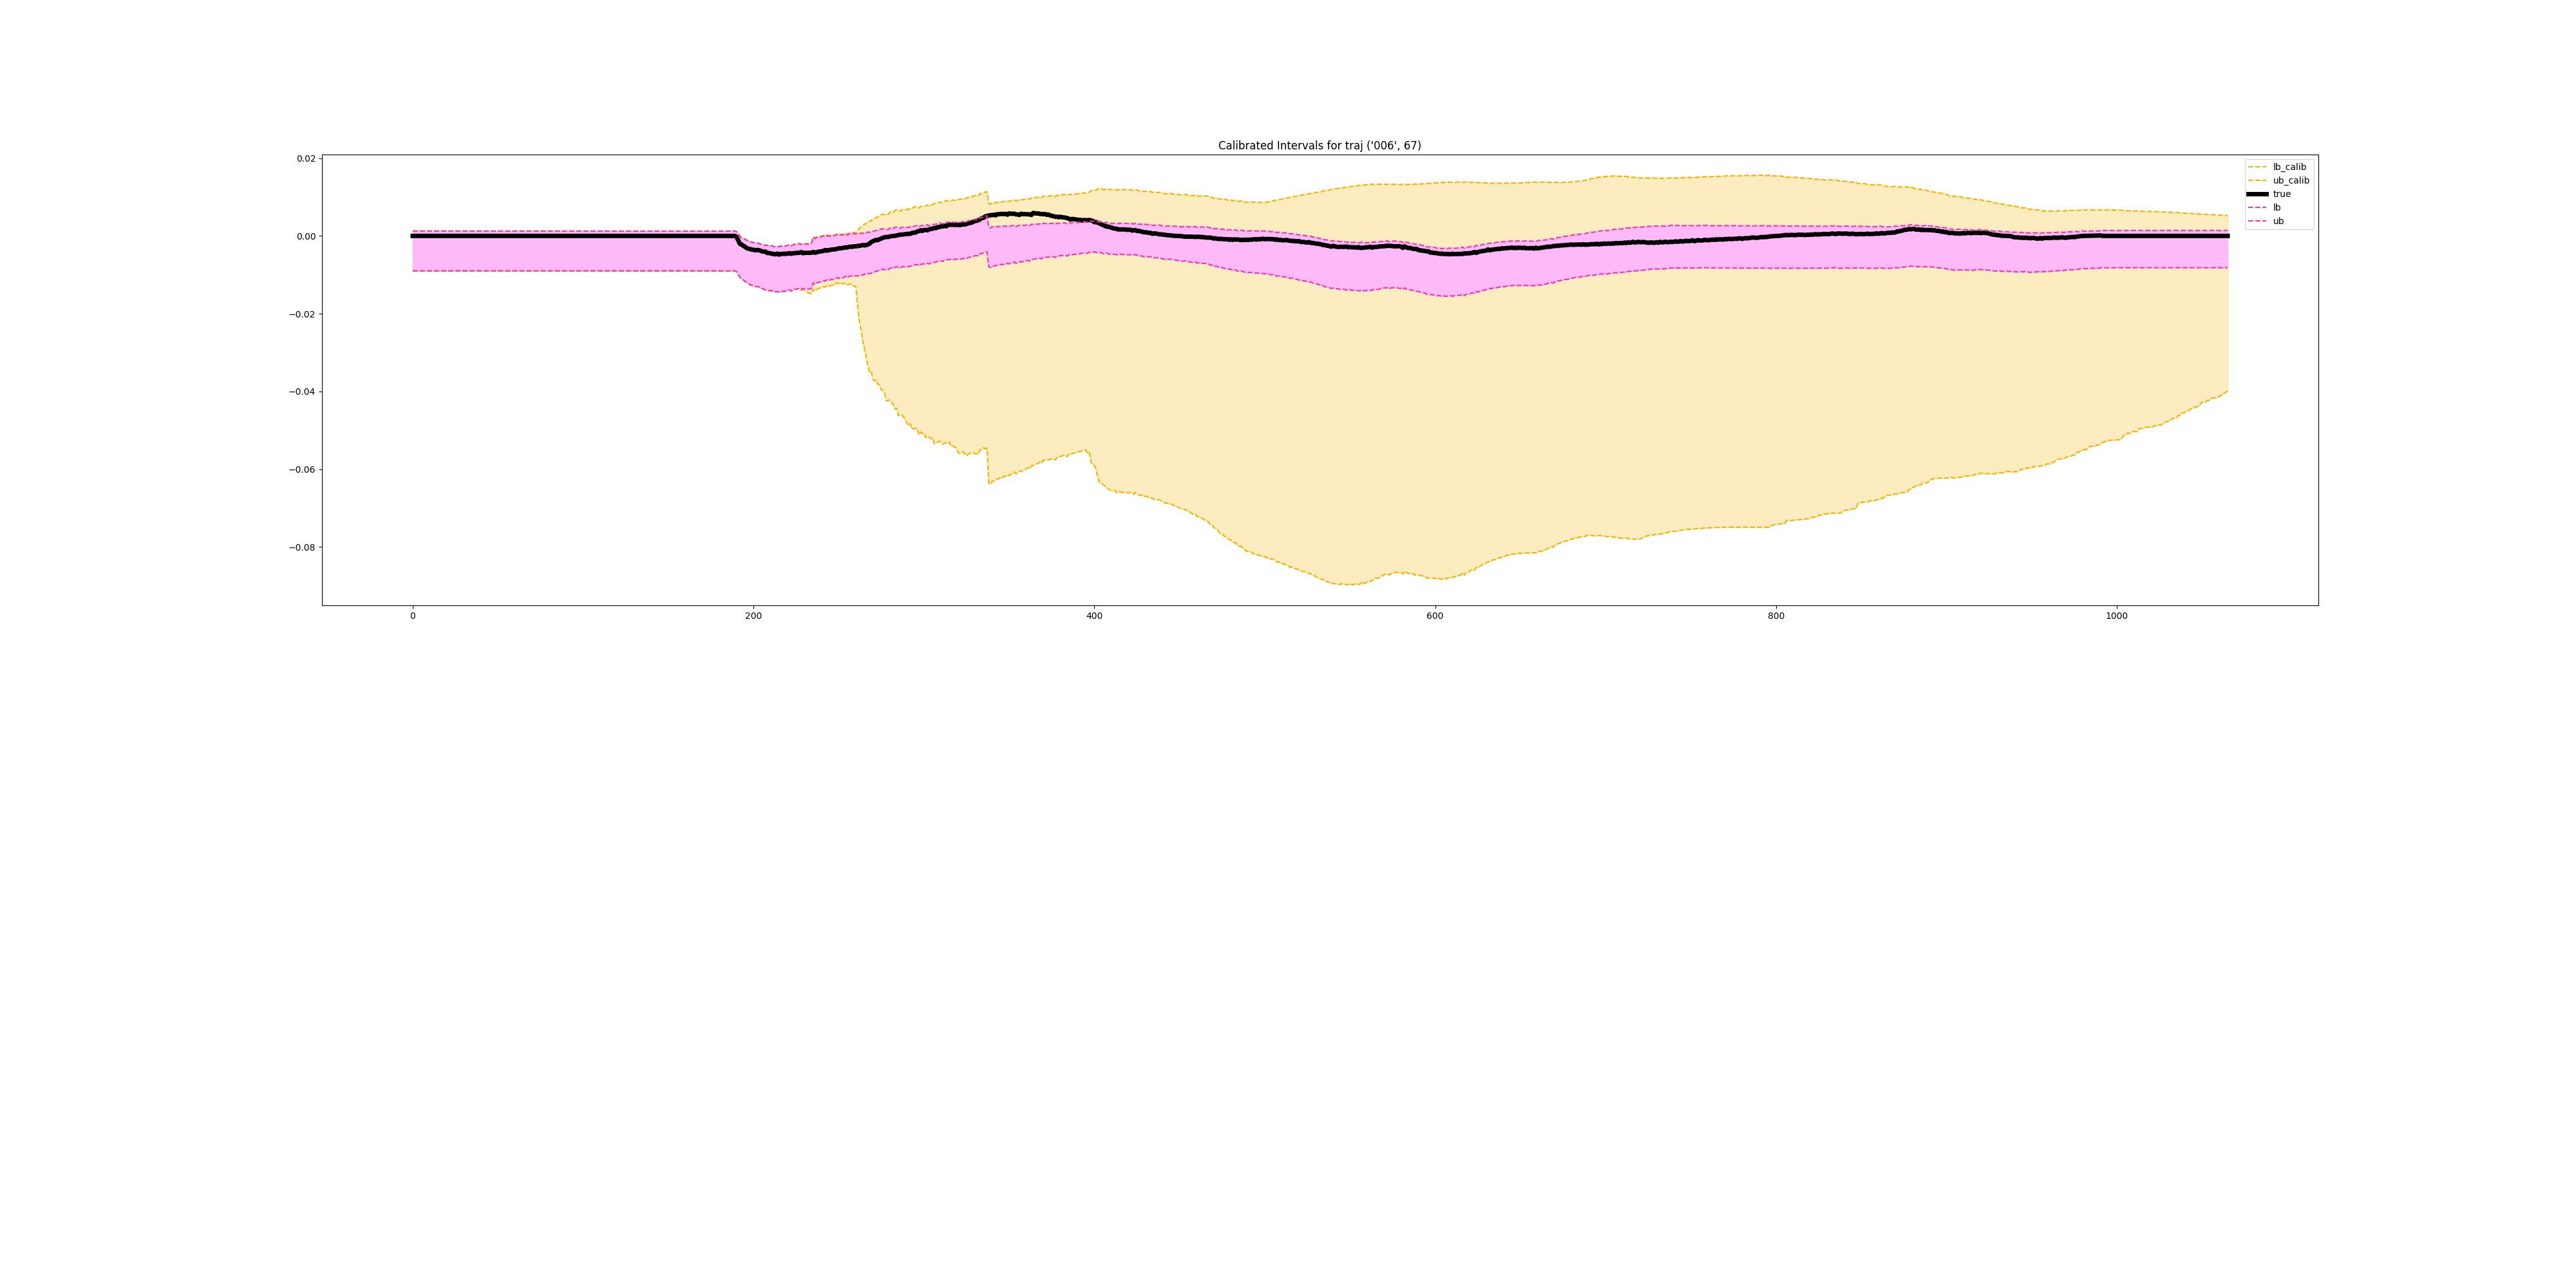 Calibrated Intervals for traj ('006', 67)
0.02
0.00
−0.02
−0.04
−0.06
−0.08
0
200
400
600
800
1000
lb_calib
ub_calib
true
lb
ub